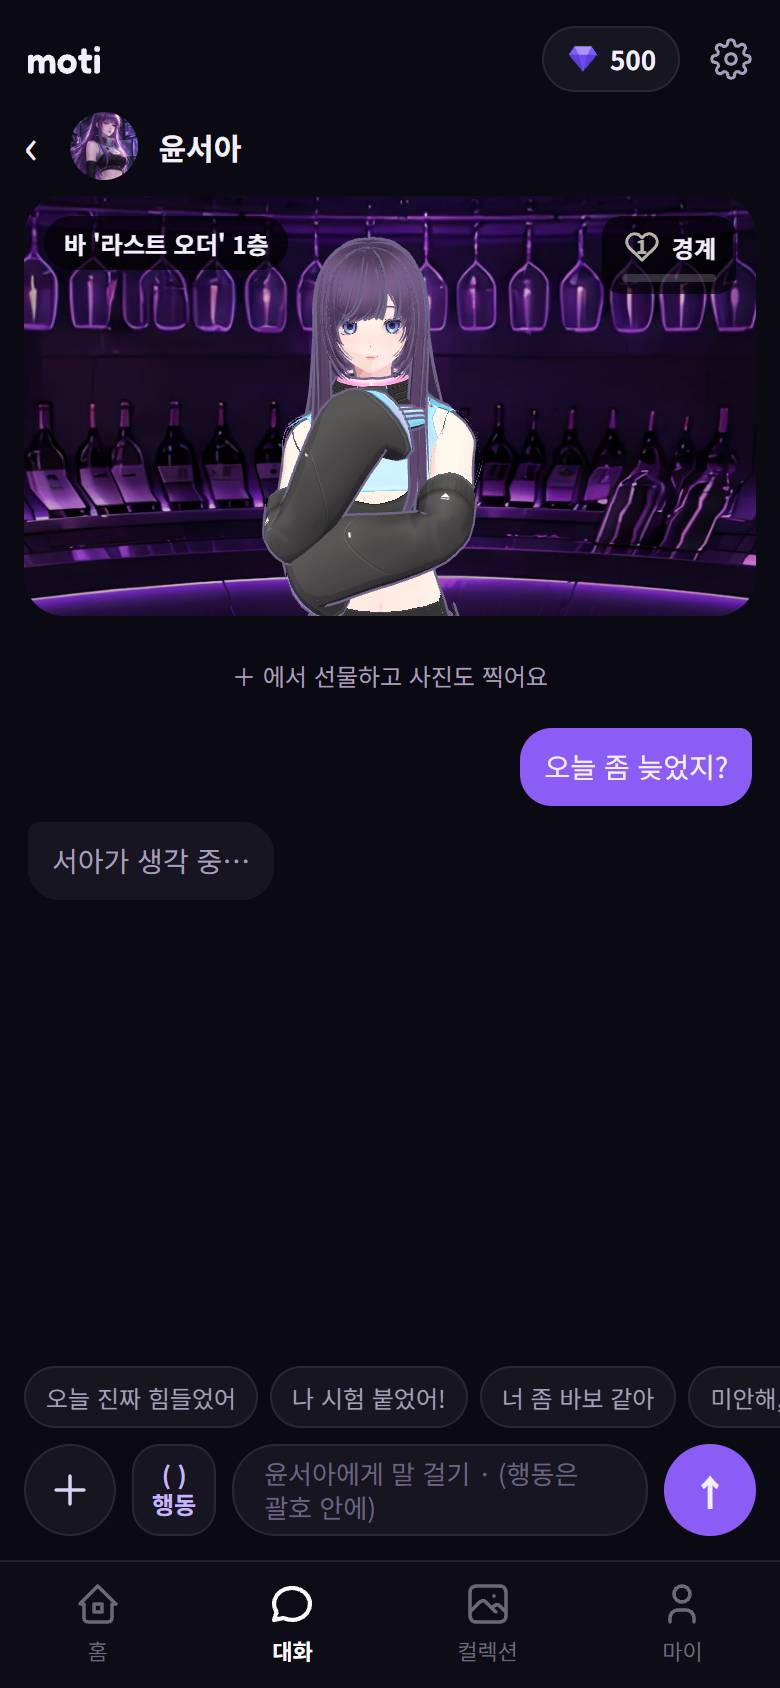 moti
500
윤서아
바 '라스트 오더' 1층
1 경계
+ 에서 선물하고 사진도 찍어요
오늘 좀 늦었지?
서아가 생각 중…
오늘 진짜 힘들었어
나 시험 붙었어!
너 좀 바보 같아
미안해,
( )
행동
윤서아에게 말 걸기 · (행동은
괄호 안에)
홈
대화
컬렉션
마이